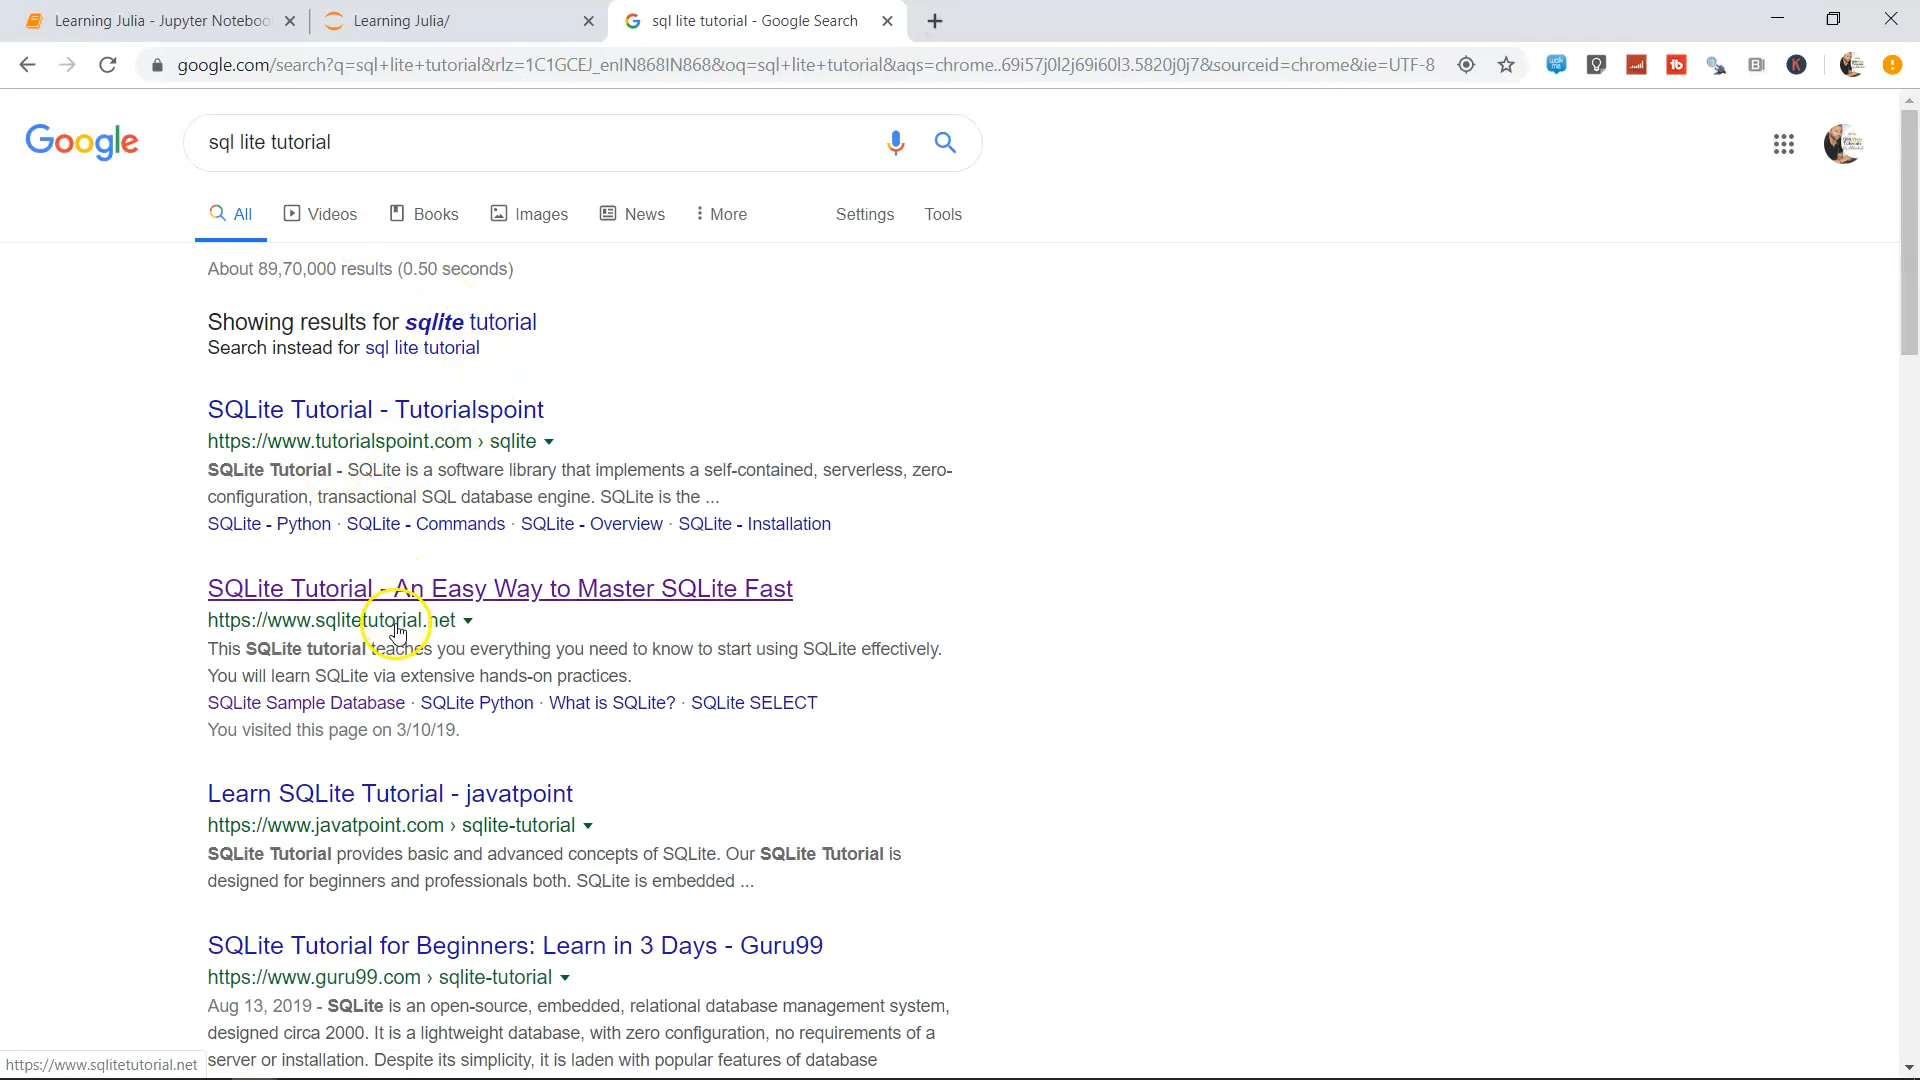 Learning Julia - Jupyter Noteboo
Learning Julia/
sql lite tutorial - Google Search
google.com/search?q=sql+lite+tutorial&rlz=1C1GCEJ_enIN868IN868&oq=sql+lite+tutorial&aqs=chrome..69i57j0l2j69i60l3.5820j0j7&sourceid=chrome&ie=UTF-8
Google
sql lite tutorial
All Videos Books Images News More Settings Tools
About 89,70,000 results (0.50 seconds)
Showing results for sqlite tutorial
Search instead for sql lite tutorial
SQLite Tutorial - Tutorialspoint
https://www.tutorialspoint.com › sqlite
SQLite Tutorial - SQLite is a software library that implements a self-contained, serverless, zero-
configuration, transactional SQL database engine. SQLite is the ...
SQLite - Python · SQLite - Commands · SQLite - Overview · SQLite - Installation
SQLite Tutorial - An Easy Way to Master SQLite Fast
https://www.sqlitetutorial.net
This SQLite tutorial teaches you everything you need to know to start using SQLite effectively.
You will learn SQLite via extensive hands-on practices.
SQLite Sample Database · SQLite Python · What is SQLite? · SQLite SELECT
You visited this page on 3/10/19.
Learn SQLite Tutorial - javatpoint
https://www.javatpoint.com › sqlite-tutorial
SQLite Tutorial provides basic and advanced concepts of SQLite. Our SQLite Tutorial is
designed for beginners and professionals both. SQLite is embedded ...
SQLite Tutorial for Beginners: Learn in 3 Days - Guru99
https://www.guru99.com › sqlite-tutorial
Aug 13, 2019 - SQLite is an open-source, embedded, relational database management system,
designed circa 2000. It is a lightweight database, with zero configuration, no requirements of a
server or installation. Despite its simplicity, it is laden with popular features of database
https://www.sqlitetutorial.net